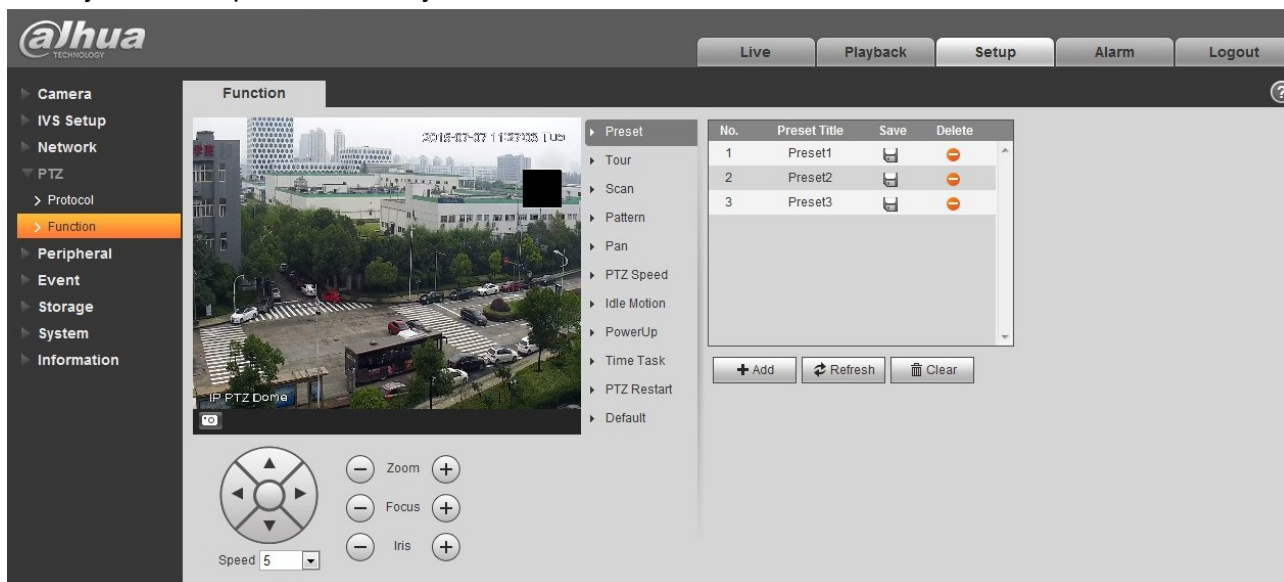 alhua
TECHNOLOGY
Live
Playback
Setup
Alarm
Logout
Camera
IVS Setup
Network
PTZ
Protocol
Function
Peripheral
Event
Storage
System
Information
Function
IP PTZ Dome
Preset
Tour
Scan
Pattern
Pan
PTZ Speed
Idle Motion
PowerUp
Time Task
PTZ Restart
Default
No. Preset Title Save Delete
1 Preset1
2 Preset2
3 Preset3
Add
Refresh
Clear
Zoom
Focus
Iris
Speed 5